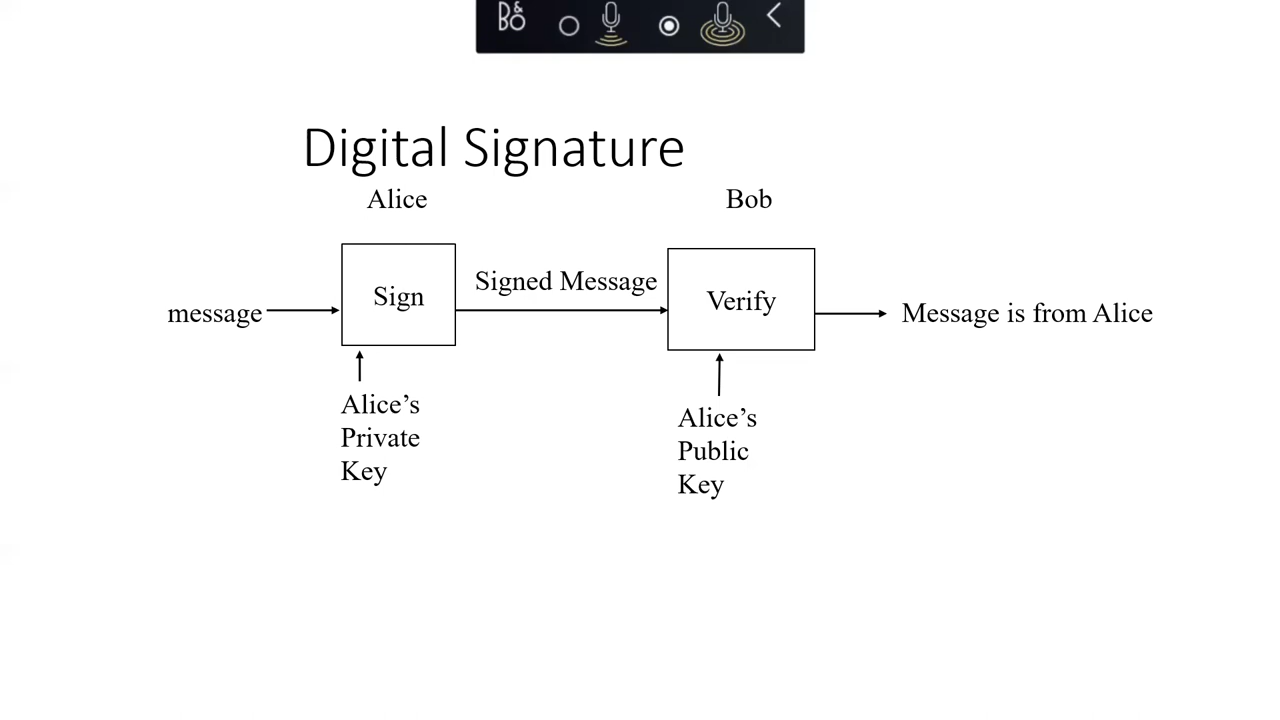 B&O
Digital Signature
Alice
Bob
message
Sign
Signed Message
Verify
Message is from Alice
Alice’s
Private
Key
Alice’s
Public
Key